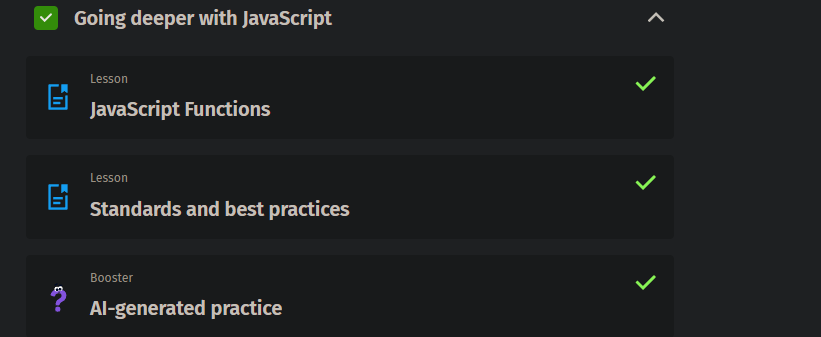 Going deeper with JavaScript
Lesson
JavaScript Functions
Lesson
Standards and best practices
Booster
AI-generated practice